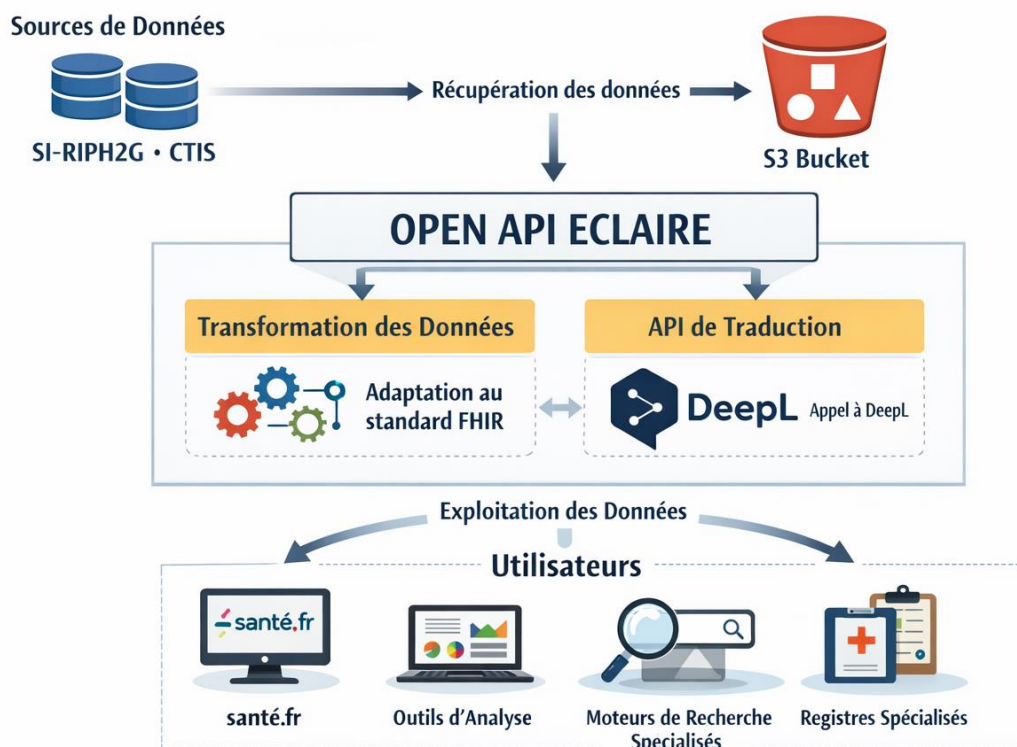 Sources de Données
SI-RIPH2G • CTIS
Récupération des données
S3 Bucket
OPEN API ECLAIRE
Transformation des Données
API de Traduction
Adaptation au
standard FHIR
DeepL
Appel à DeepL
Exploitation des Données
Utilisateurs
santé.fr
santé.fr
Outils d'Analyse
Moteurs de Recherche
Specialisés
Registres Spécialisés